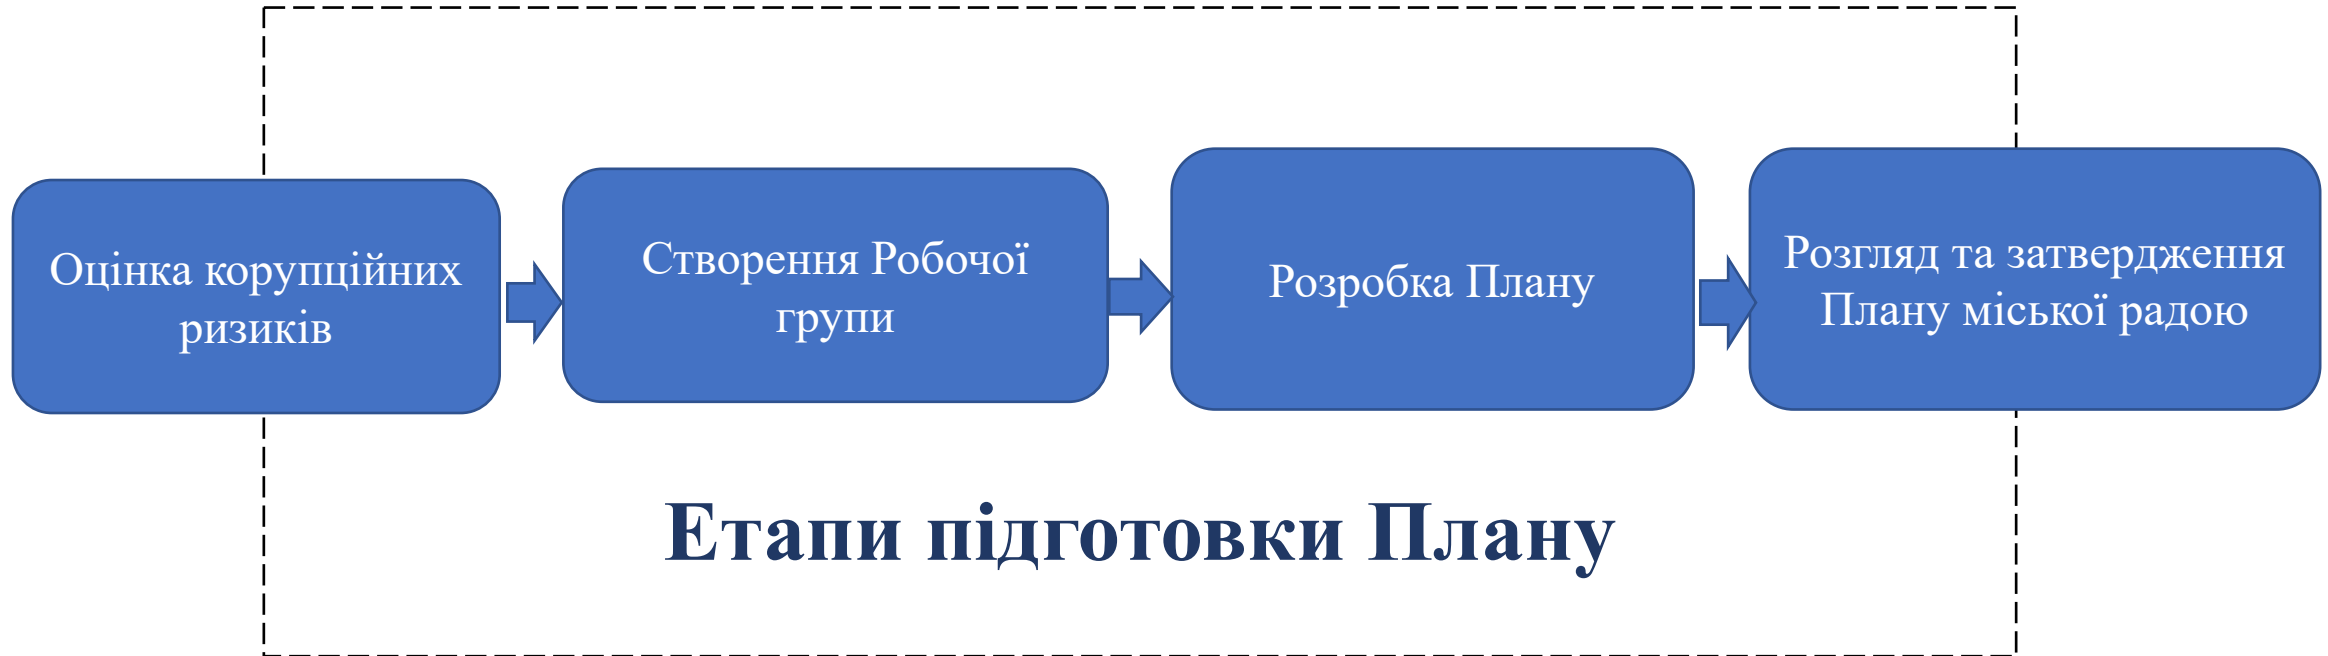 Оцінка корупційних
ризиків
Створення Робочої
групи
Розробка Плану
Розгляд та затвердження
Плану міської радою
Етапи підготовки Плану